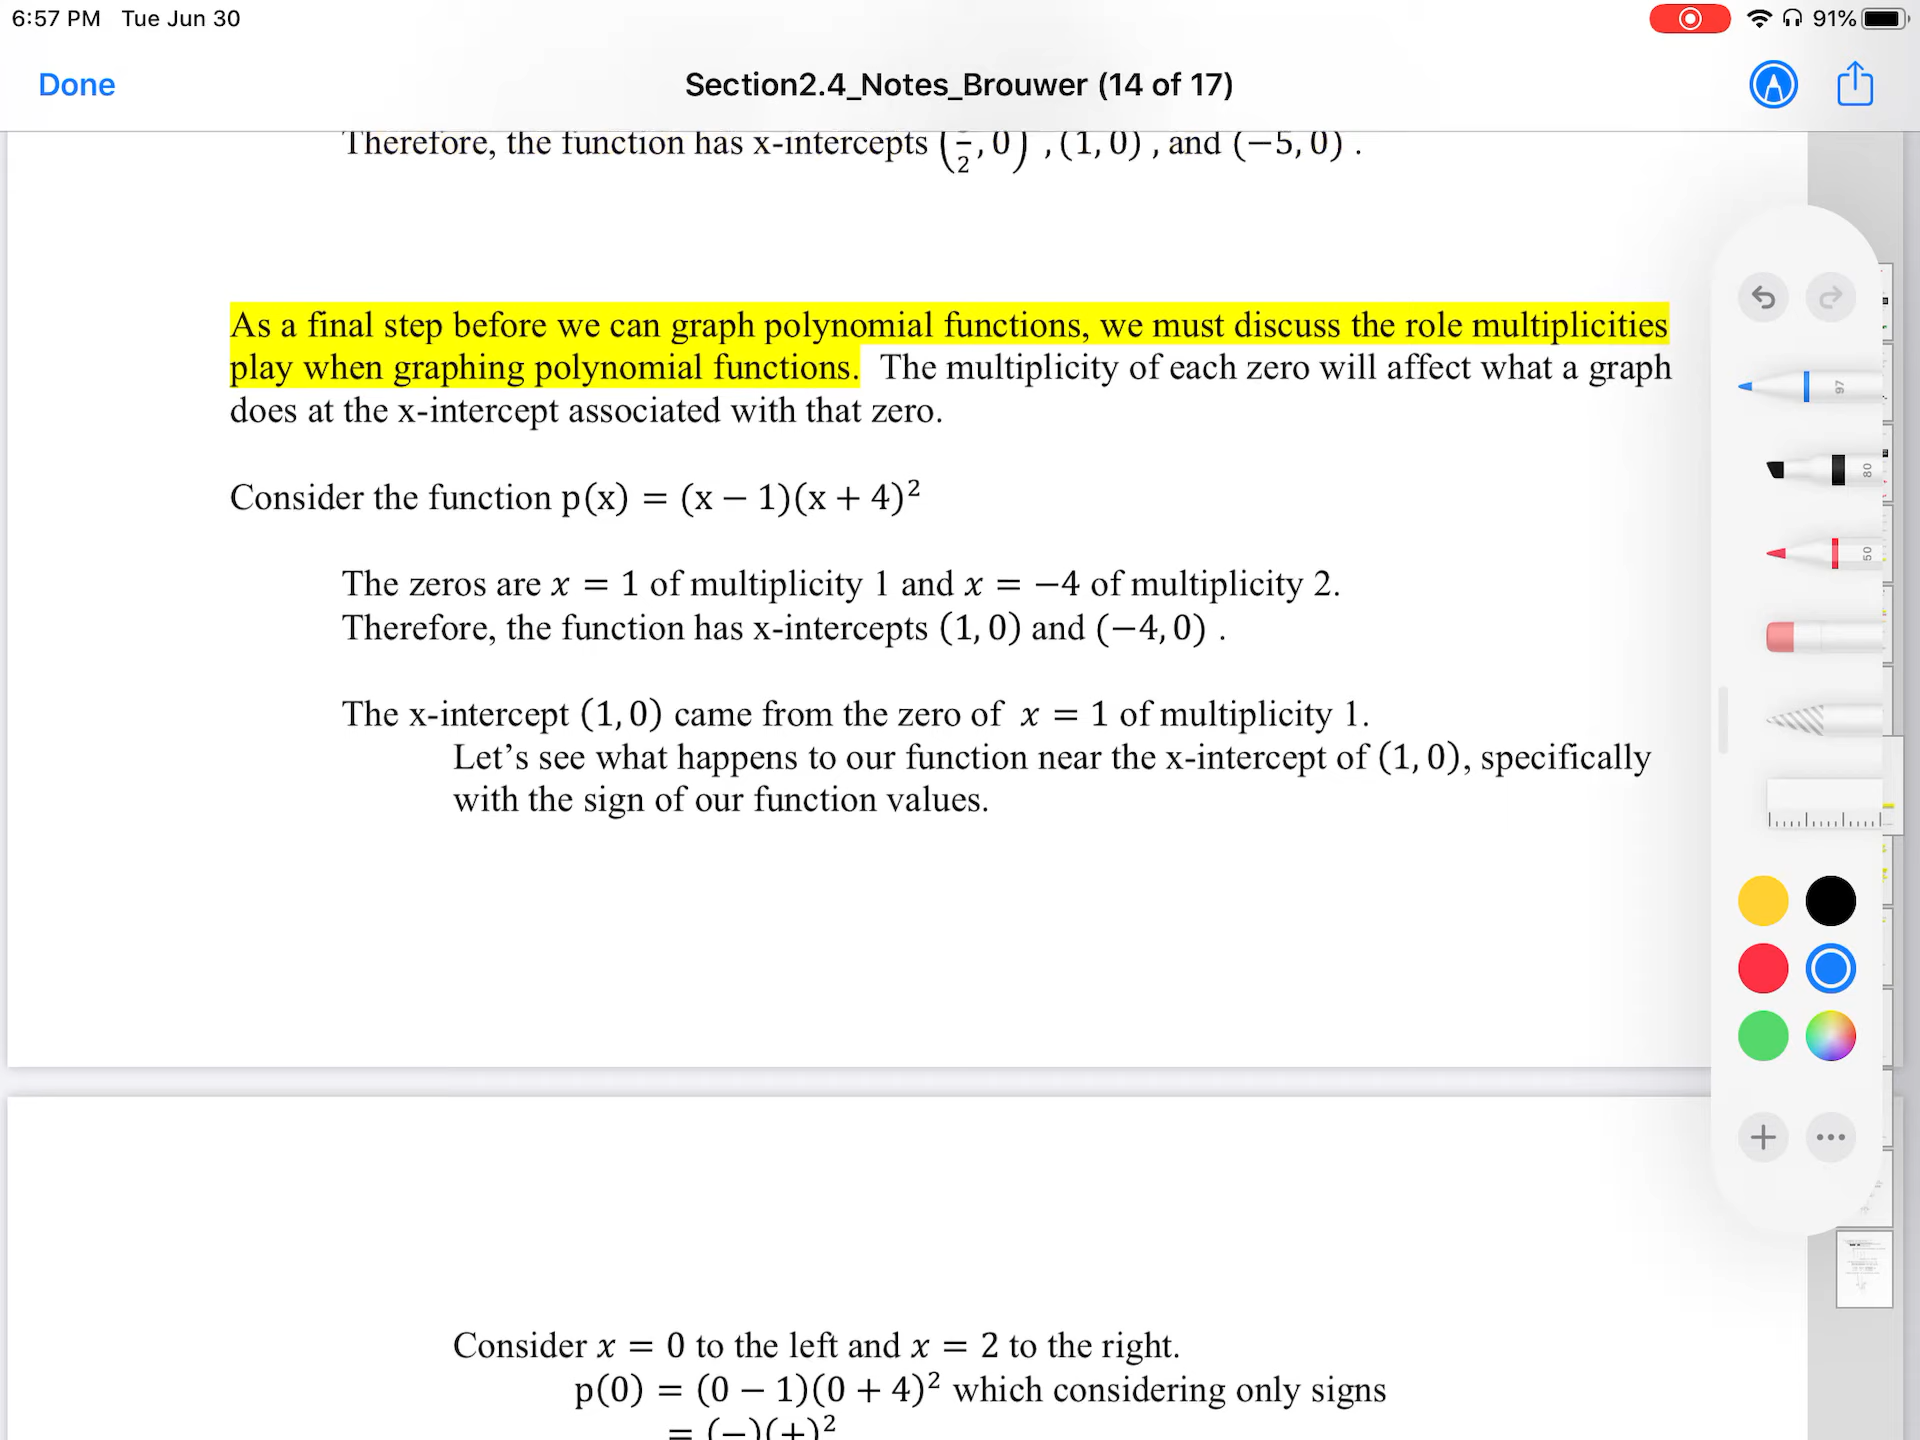 6:57 PM Tue Jun 30
91%
Done
Section2.4_Notes_Brouwer (14 of 17)
Therefore, the function has x-intercepts (–/2, 0) , (1, 0) , and (−5, 0) .
As a final step before we can graph polynomial functions, we must discuss the role multiplicities
play when graphing polynomial functions. The multiplicity of each zero will affect what a graph
does at the x-intercept associated with that zero.
Consider the function p(x) = (x − 1)(x + 4)²
The zeros are x = 1 of multiplicity 1 and x = −4 of multiplicity 2.
Therefore, the function has x-intercepts (1, 0) and (−4, 0) .
The x-intercept (1, 0) came from the zero of x = 1 of multiplicity 1.
Let’s see what happens to our function near the x-intercept of (1, 0), specifically
with the sign of our function values.
97
80
50
Consider x = 0 to the left and x = 2 to the right.
p(0) = (0 − 1)(0 + 4)² which considering only signs
= (−)(+)²